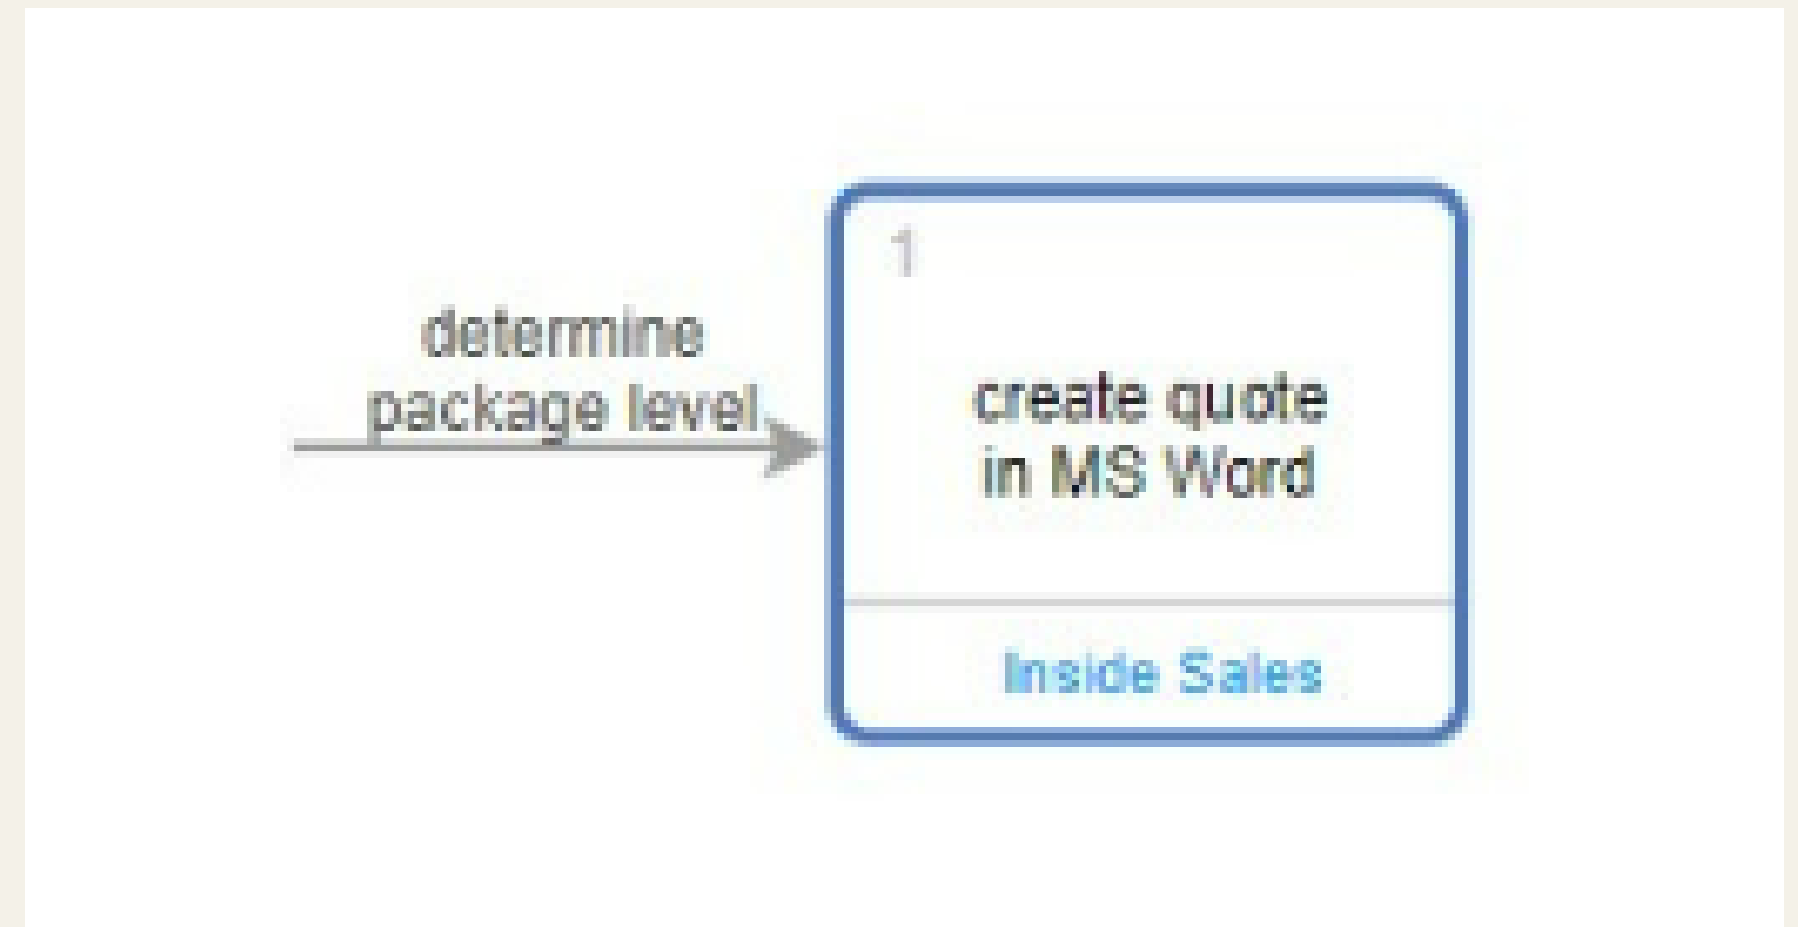 1
determine
package level
create quote
in MS Word
Inside Sales